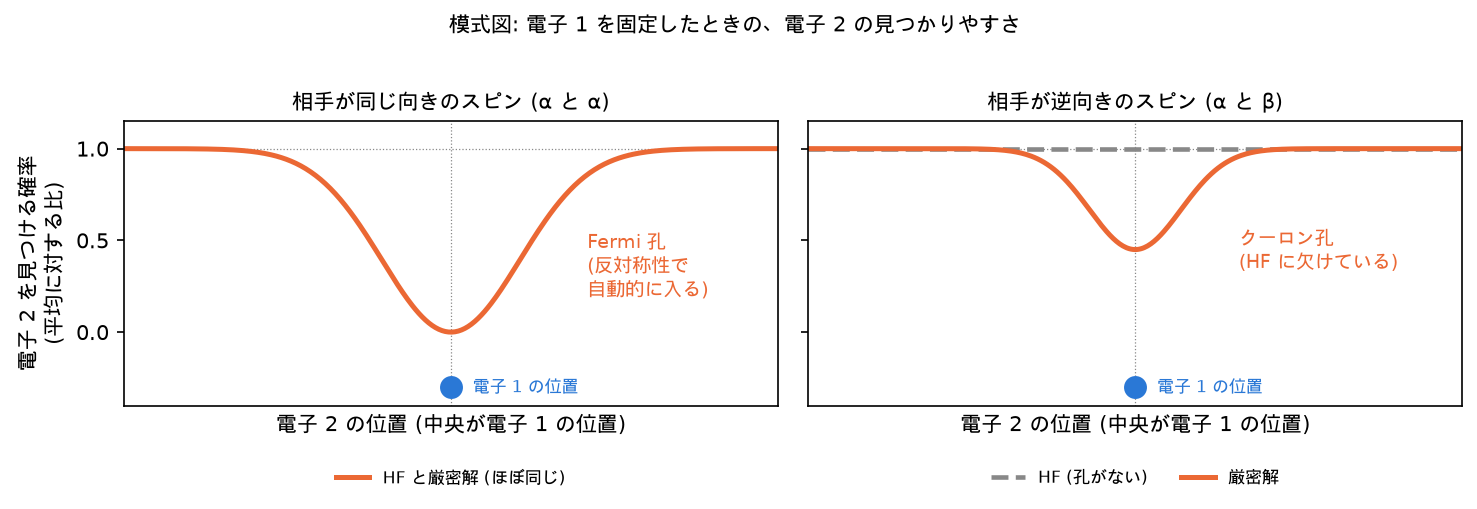 模式図: 電子 1 を固定したときの、電子 2 の見つかりやすさ
相手が同じ向きのスピン (α と α)
電子 2 を見つける確率
(平均に対する比)
1.0
0.5
0.0
Fermi 孔
(反対称性で
自動的に入る)
電子 1 の位置
電子 2 の位置 (中央が電子 1 の位置)
HF と厳密解 (ほぼ同じ)
相手が逆向きのスピン (α と β)
クーロン孔
(HF に欠けている)
電子 1 の位置
電子 2 の位置 (中央が電子 1 の位置)
HF (孔がない)
厳密解